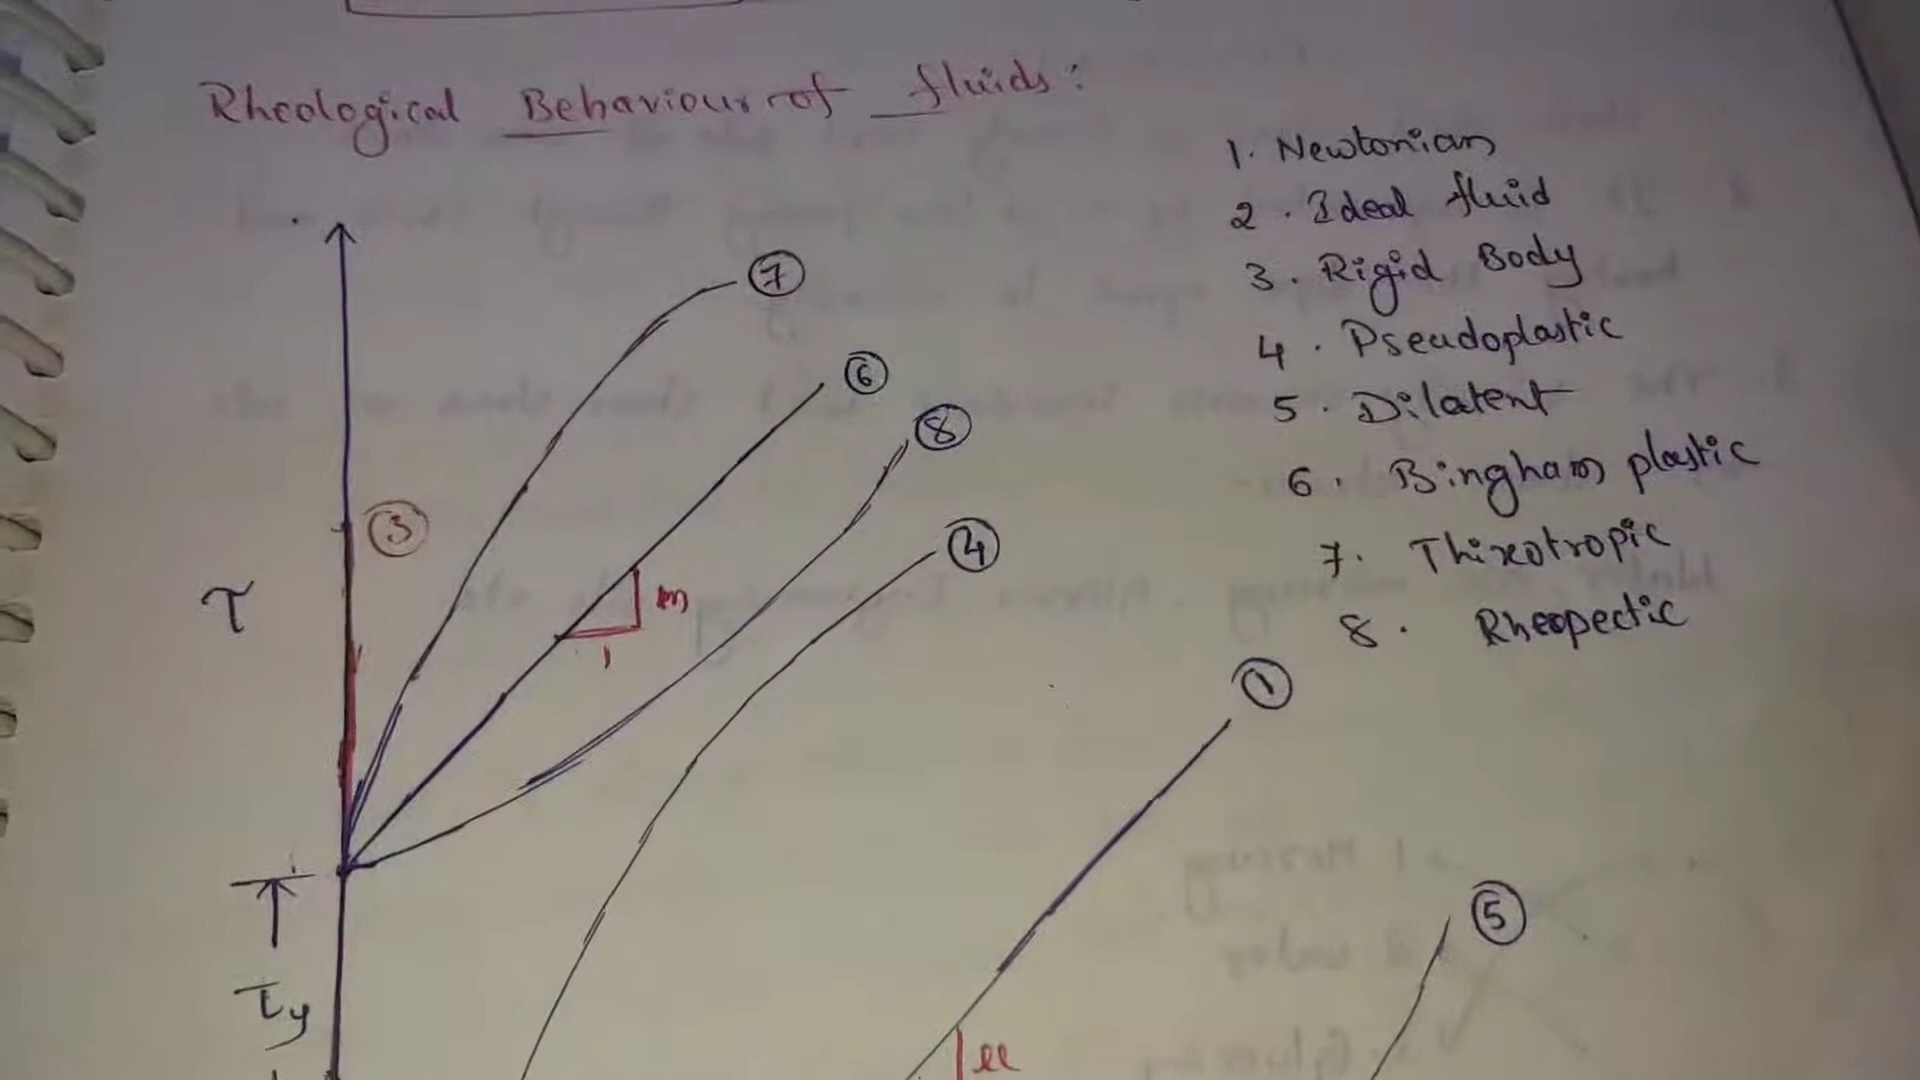 Rheological Behaviour of fluids:
1. Newtonian
2. Ideal fluid
3. Rigid Body
4. Pseudoplastic
5. Dilatent
6. Bingham plastic
7. Thixotropic
8. Rheopectic
7
6
8
3
4
m
1
τ
1
5
τy
μ